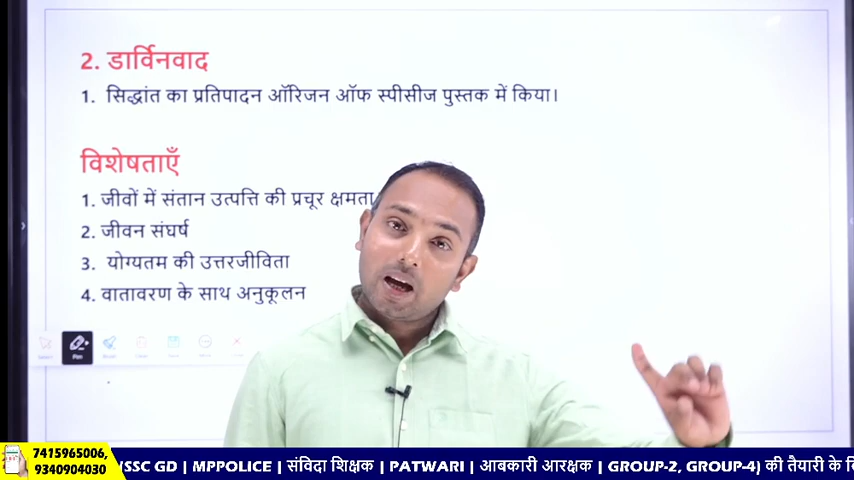 2. डार्विनवाद
1. सिद्धांत का प्रतिपादन ऑरिजन ऑफ स्पीसीज पुस्तक में किया।
विशेषताएँ
1. जीवों में संतान उत्पत्ति की प्रचूर क्षमता
2. जीवन संघर्ष
3. योग्यतम की उत्तरजीविता
4. वातावरण के साथ अनुकूलन
Pen
7415965006,
9340904030
SSC GD | MPPOLICE | संविदा शिक्षक | PATWARI | आबकारी आरक्षक | GROUP-2, GROUP-4) की तैयारी के